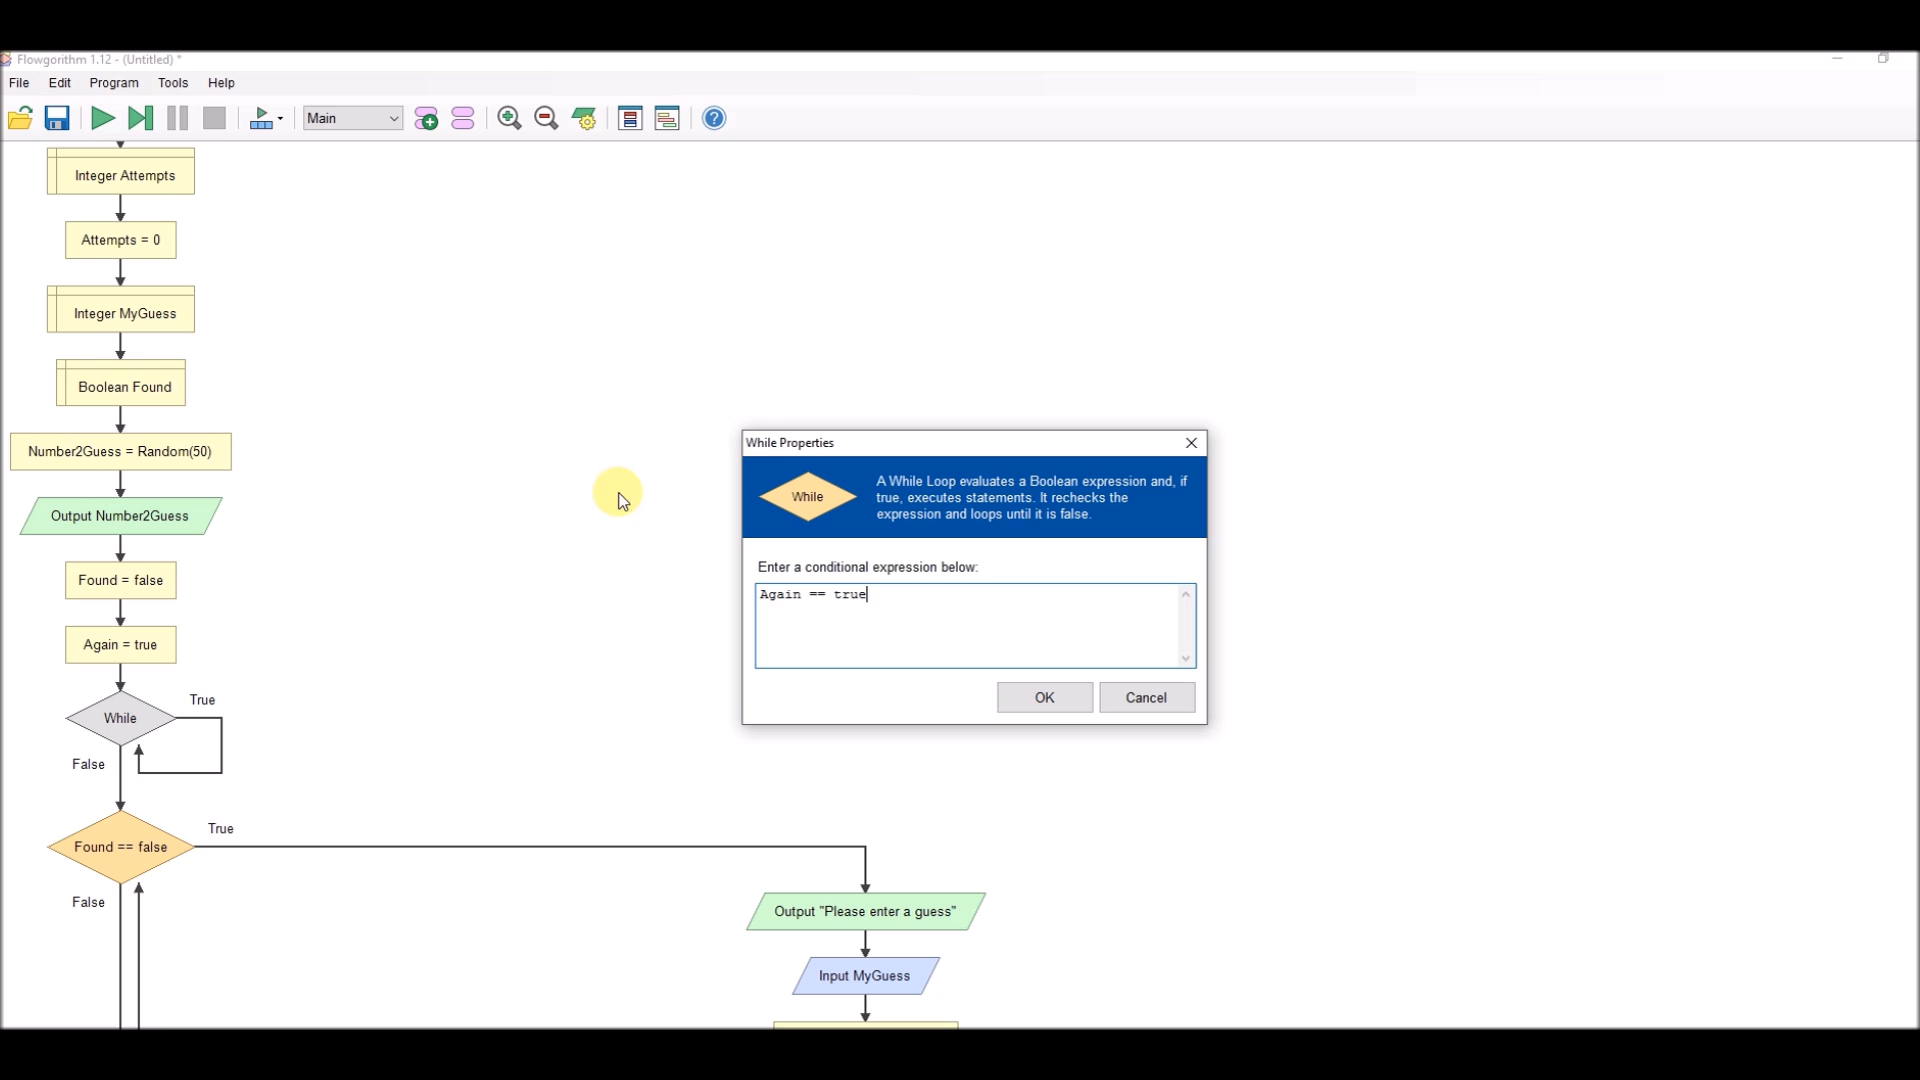 Flowgorithm 1.12 - (Untitled) *
File Edit Program Tools Help
Main
Integer Attempts
Attempts = 0
Integer MyGuess
Boolean Found
Number2Guess = Random(50)
Output Number2Guess
Found = false
Again = true
While
True
False
Found == false
True
False
Output "Please enter a guess"
Input MyGuess
While Properties
While
A While Loop evaluates a Boolean expression and, if
true, executes statements. It rechecks the
expression and loops until it is false.
Enter a conditional expression below:
Again == true
OK Cancel